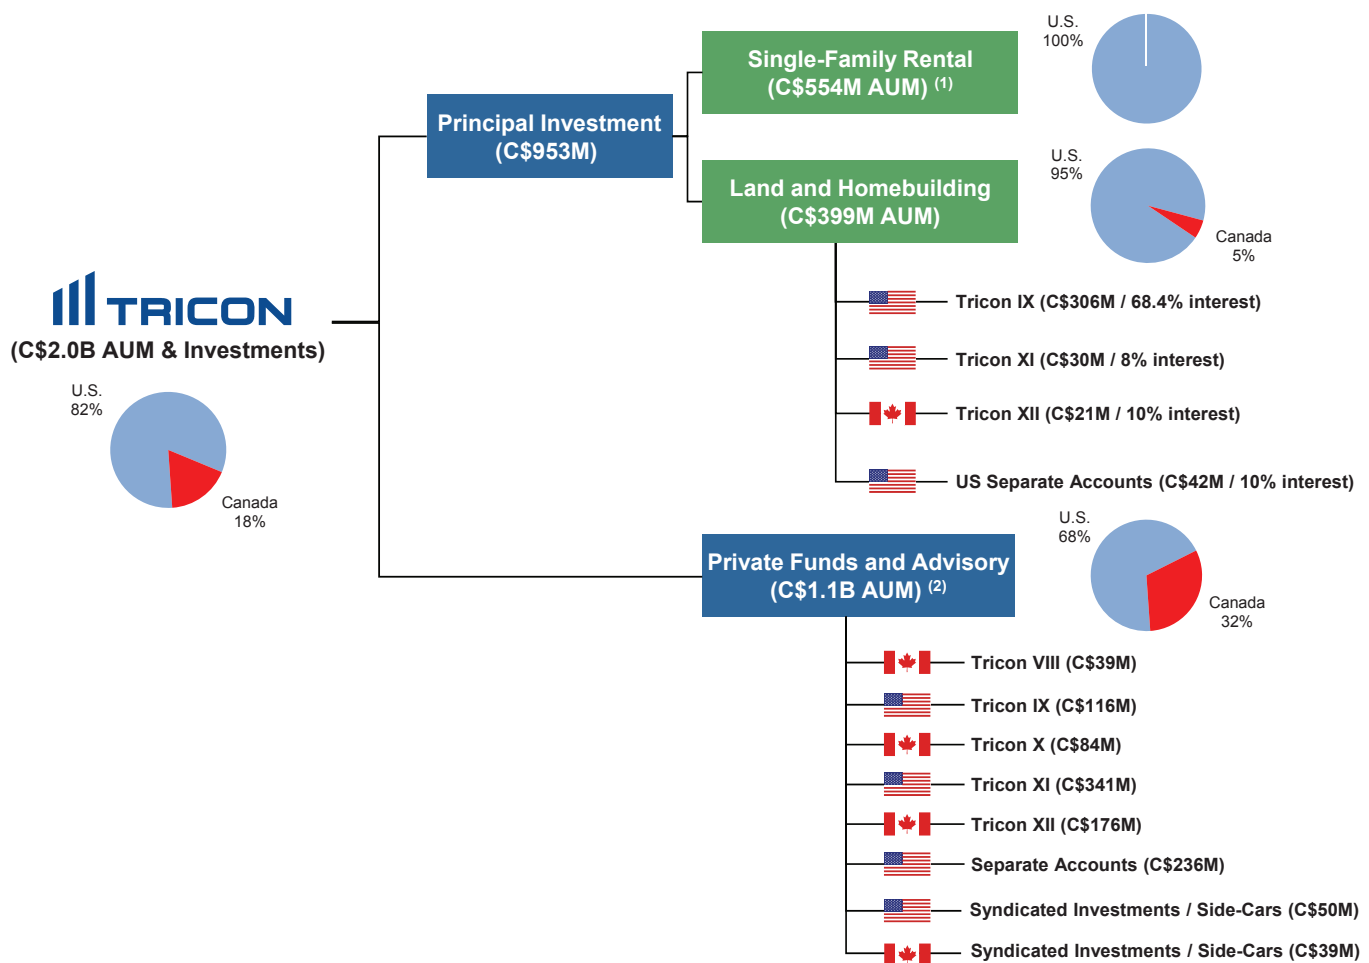 U.S.
100%
Single-Family Rental
(C$554M AUM) (1)
Principal Investment
(C$953M)
U.S.
95%
Land and Homebuilding
(C$399M AUM)
Canada
5%
Tricon IX (C$306M / 68.4% interest)
TRICON
(C$2.0B AUM & Investments)
Tricon XI (C$30M / 8% interest)
U.S.
82%
Tricon XII (C$21M / 10% interest)
Canada
18%
US Separate Accounts (C$42M / 10% interest)
U.S.
68%
Private Funds and Advisory
(C$1.1B AUM) (2)
Canada
32%
Tricon VIII (C$39M)
Tricon IX (C$116M)
Tricon X (C$84M)
Tricon XI (C$341M)
Tricon XII (C$176M)
Separate Accounts (C$236M)
Syndicated Investments / Side-Cars (C$50M)
Syndicated Investments / Side-Cars (C$39M)